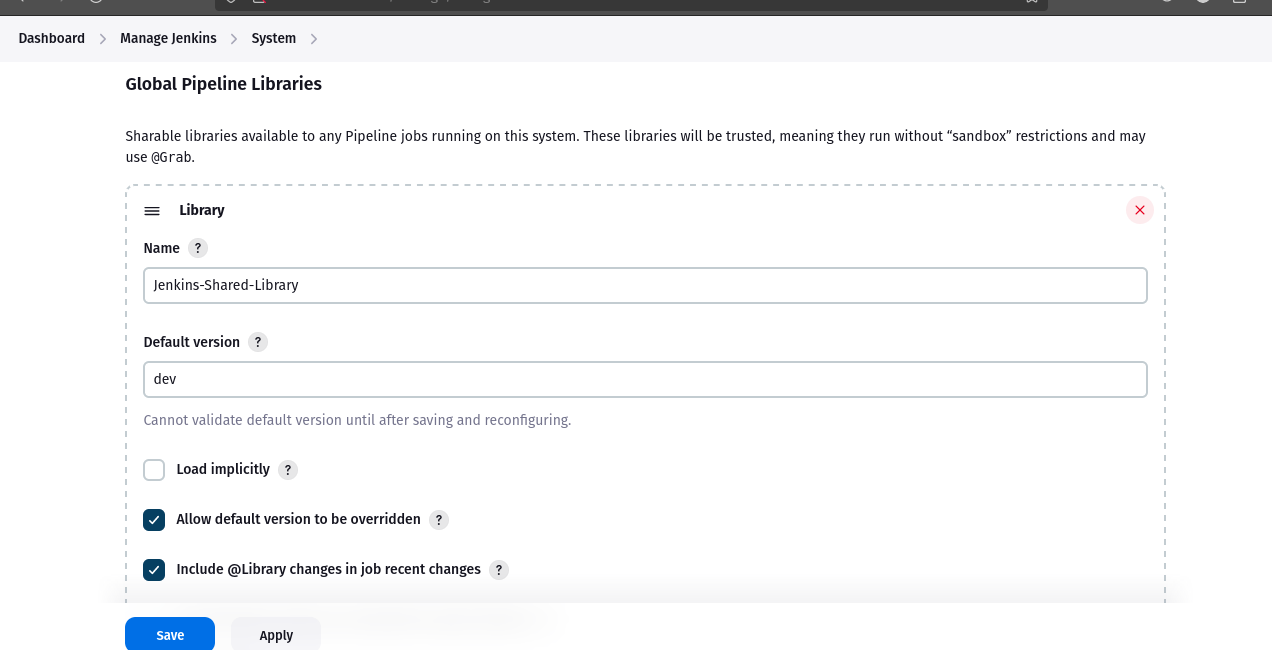 Dashboard > Manage Jenkins > System >
Global Pipeline Libraries
Sharable libraries available to any Pipeline jobs running on this system. These libraries will be trusted, meaning they run without “sandbox” restrictions and may
use @Grab.
Library
Name ?
Jenkins-Shared-Library
Default version ?
dev
Cannot validate default version until after saving and reconfiguring.
Load implicitly ?
Allow default version to be overridden ?
Include @Library changes in job recent changes ?
Save Apply